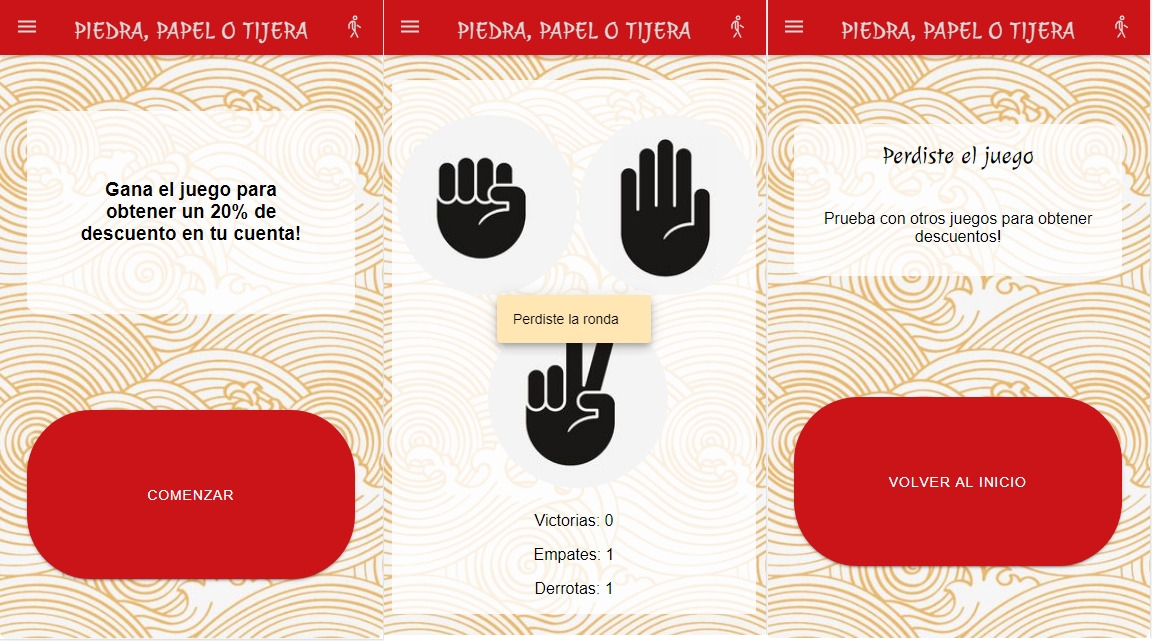 PIEDRA, PAPEL O TIJERA
Gana el juego para
obtener un 20% de
descuento en tu cuenta!
COMENZAR
PIEDRA, PAPEL O TIJERA
Perdiste la ronda
Victorias: 0
Empates: 1
Derrotas: 1
PIEDRA, PAPEL O TIJERA
Perdiste el juego
Prueba con otros juegos para obtener
descuentos!
VOLVER AL INICIO